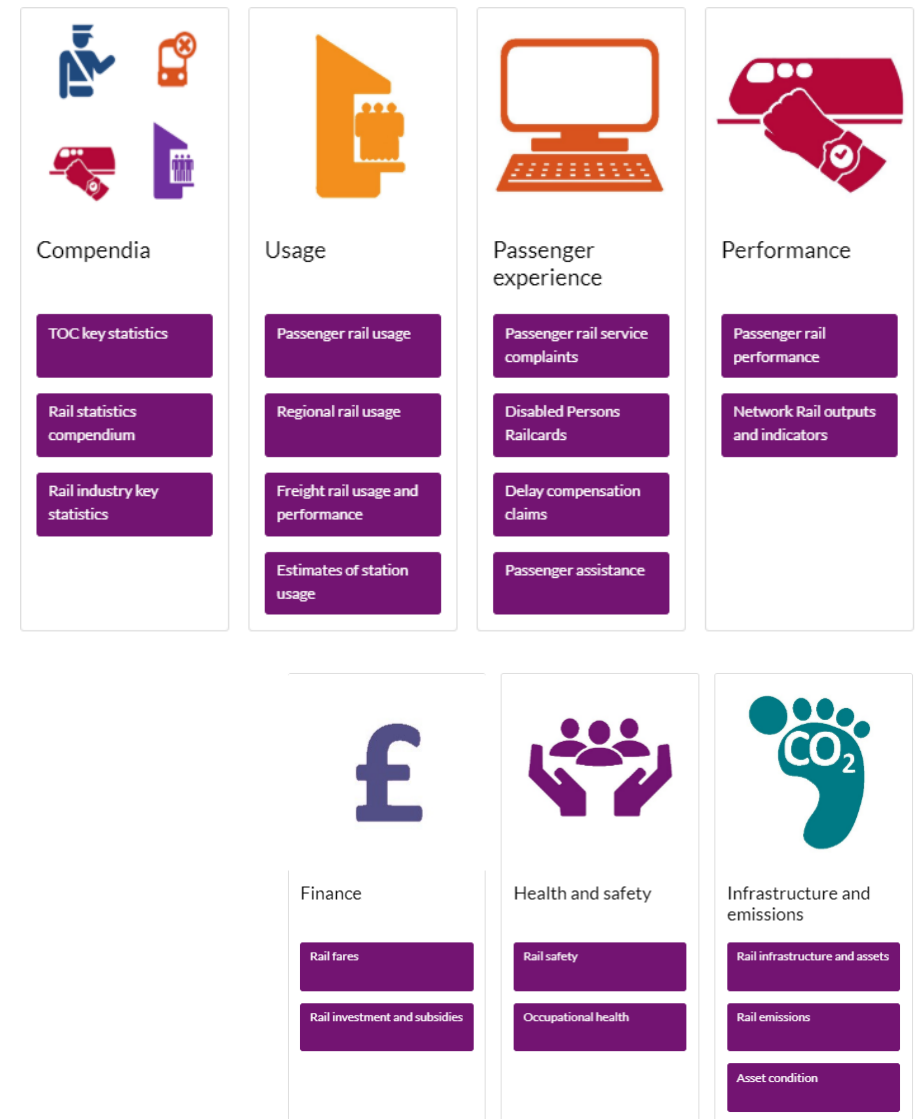 Compendia
TOC key statistics
Rail statistics
compendium
Rail industry key
statistics
Usage
Passenger rail usage
Regional rail usage
Freight rail usage and
performance
Estimates of station
usage
Passenger
experience
Passenger rail service
complaints
Disabled Persons
Railcards
Delay compensation
claims
Passenger assistance
Performance
Passenger rail
performance
Network Rail outputs
and indicators
£
Finance
Rail fares
Rail investment and subsidies
Health and safety
Rail safety
Occupational health
CO2
Infrastructure and
emissions
Rail infrastructure and assets
Rail emissions
Asset condition